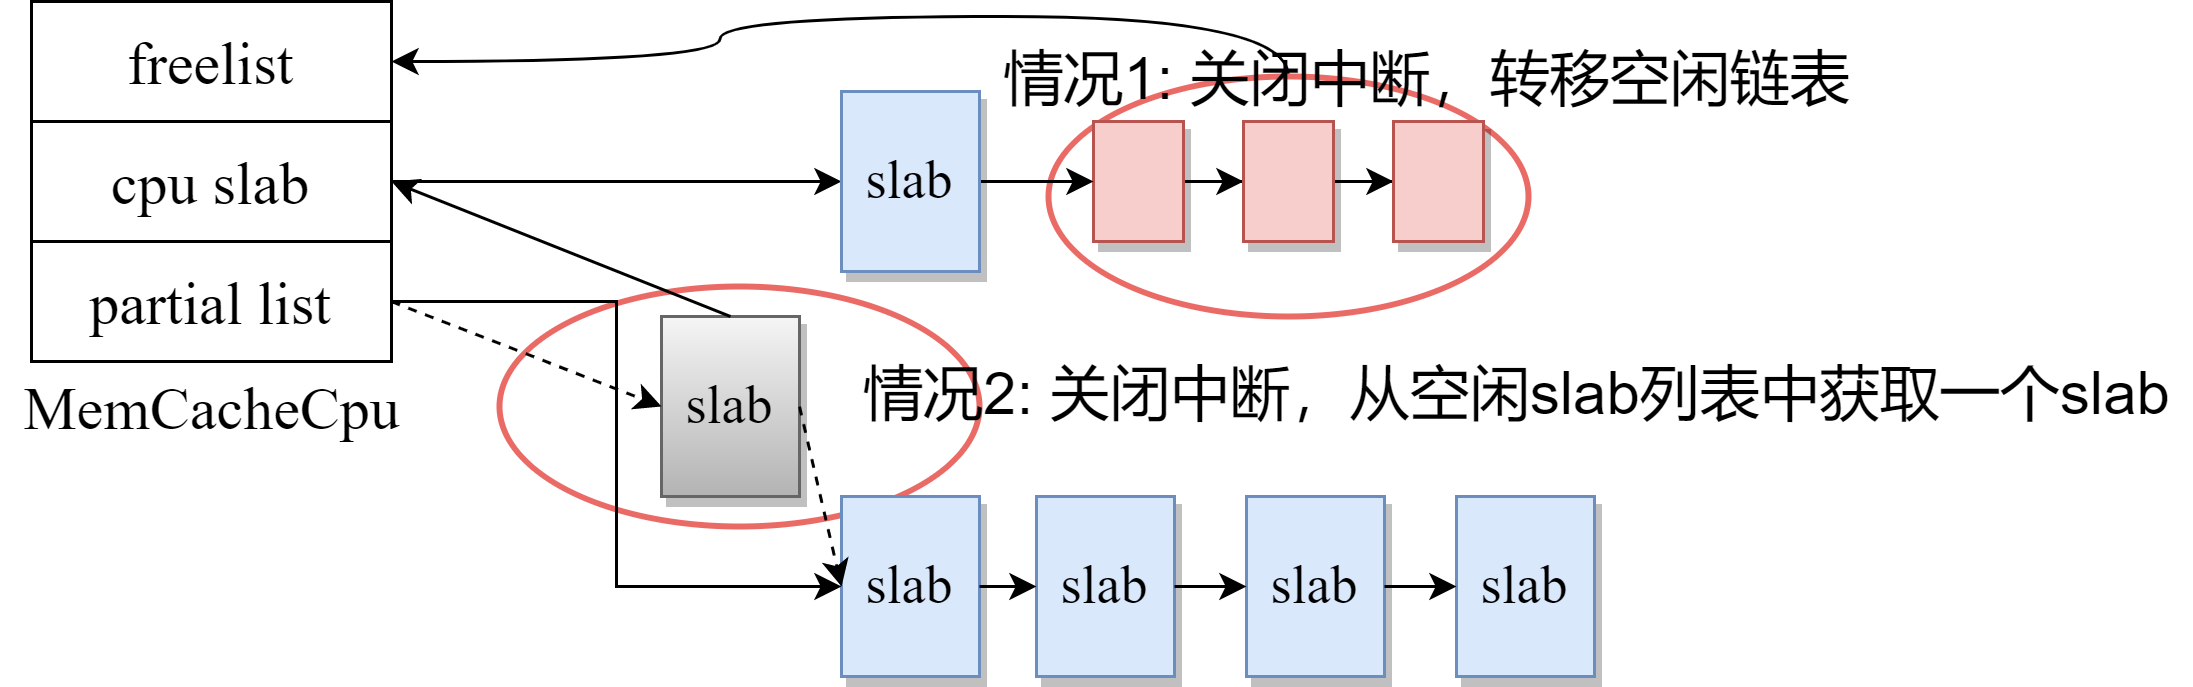 freelist
情况1: 关闭中断，转移空闲链表
cpu slab
slab
partial list
slab
情况2: 关闭中断，从空闲slab列表中获取一个slab
MemCacheCpu
slab
slab
slab
slab